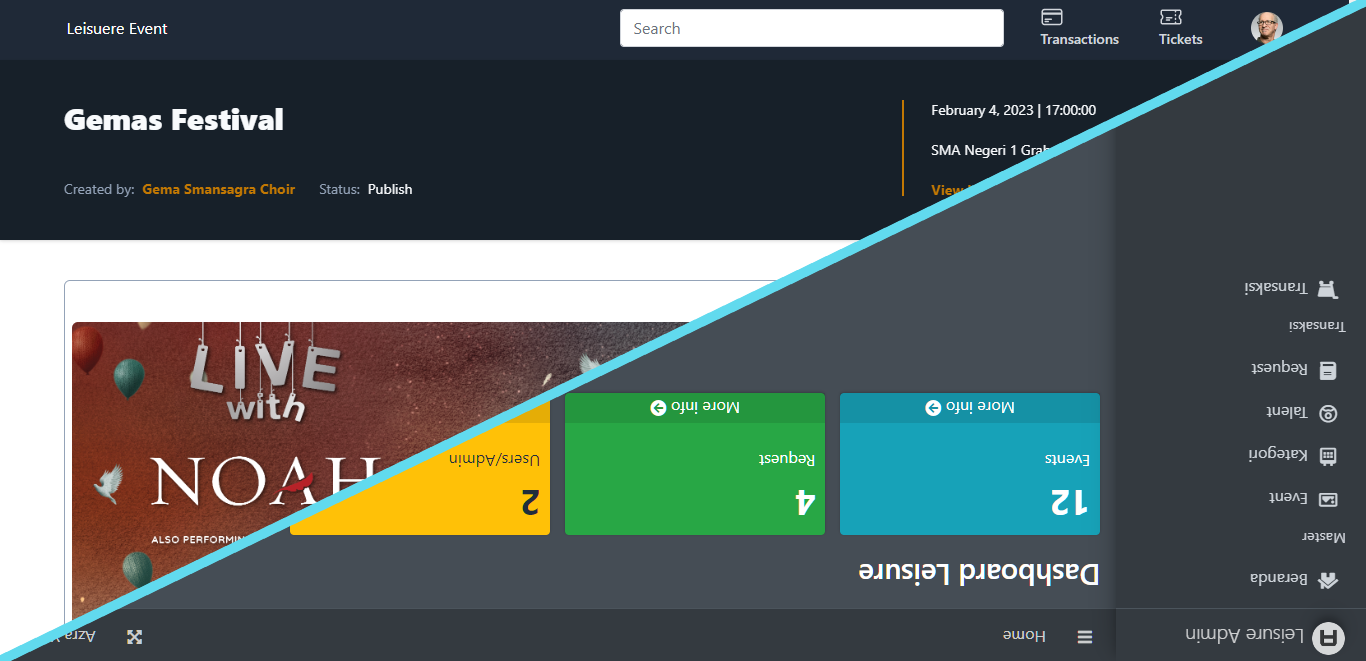 Leisuere Event
Search
Transactions
Tickets
Gemas Festival
February 4, 2023 | 17:00:00
SMA Negeri 1
Created by: Gema Smansagra Choir
Status: Publish
View
LIVE
with
NOAH
ALSO
Leisure Admin
Home
Azra
Beranda
Master
Event
Kategori
Talent
Request
Transaksi
Transaksi
Dashboard Leisure
12
Events
More info
4
Request
More info
2
Users/Admin